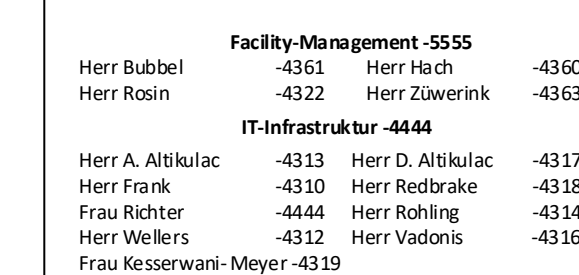 Facility-Management -5555
Herr Bubbel -4361 Herr Hach -4360
Herr Rosin -4322 Herr Züwerink -4363
IT-Infrastruktur -4444
Herr A. Altikulac -4313 Herr D. Altikulac -4317
Herr Frank -4310 Herr Redbrake -4318
Frau Richter -4444 Herr Rohling -4314
Herr Wellers -4312 Herr Vadonis -4316
Frau Kesserwani-Meyer -4319